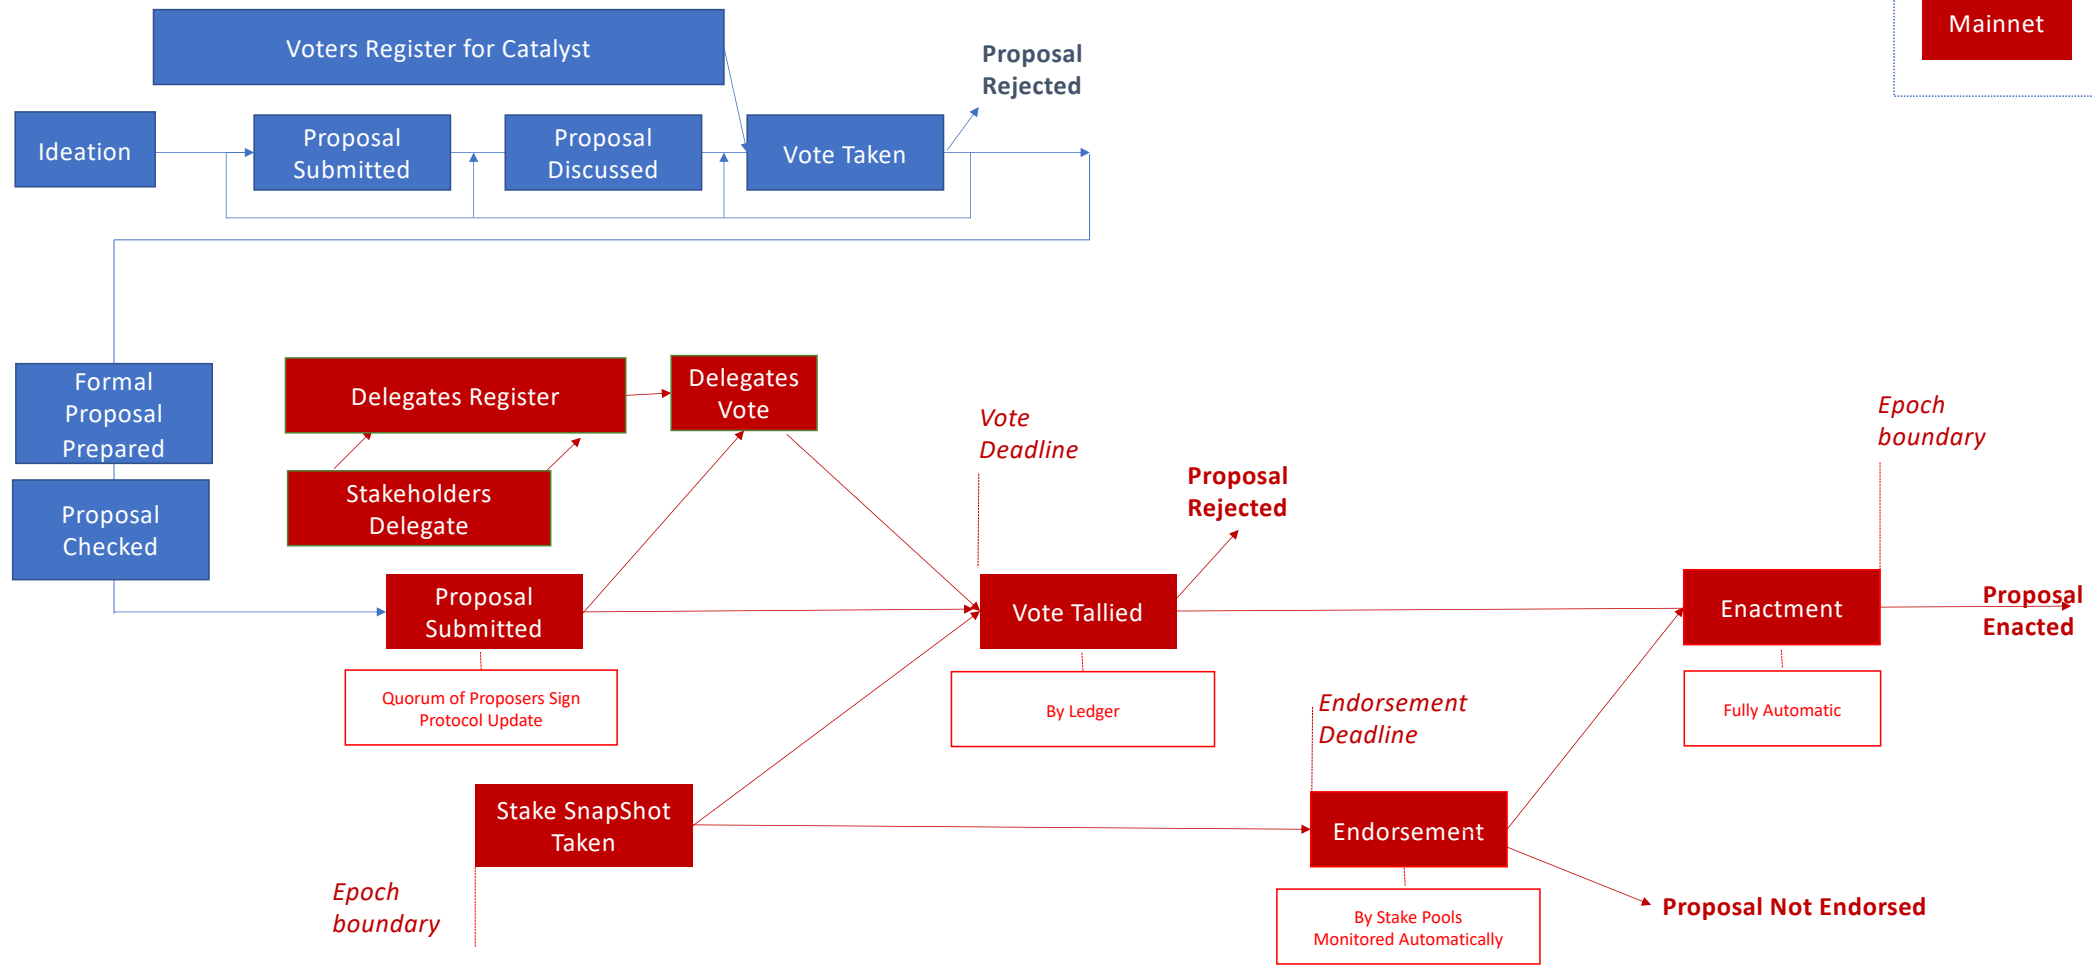 Mainnet
Voters Register for Catalyst
Proposal
Rejected
Ideation
Proposal
Submitted
Proposal
Discussed
Vote Taken
Formal
Proposal
Prepared
Delegates Register
Delegates
Vote
Vote
Deadline
Epoch
boundary
Stakeholders
Delegate
Proposal
Rejected
Proposal
Checked
Proposal
Submitted
Vote Tallied
Enactment
Proposal
Enacted
Quorum of Proposers Sign
Protocol Update
By Ledger
Fully Automatic
Endorsement
Deadline
Stake SnapShot
Taken
Endorsement
Epoch
boundary
By Stake Pools
Monitored Automatically
Proposal Not Endorsed